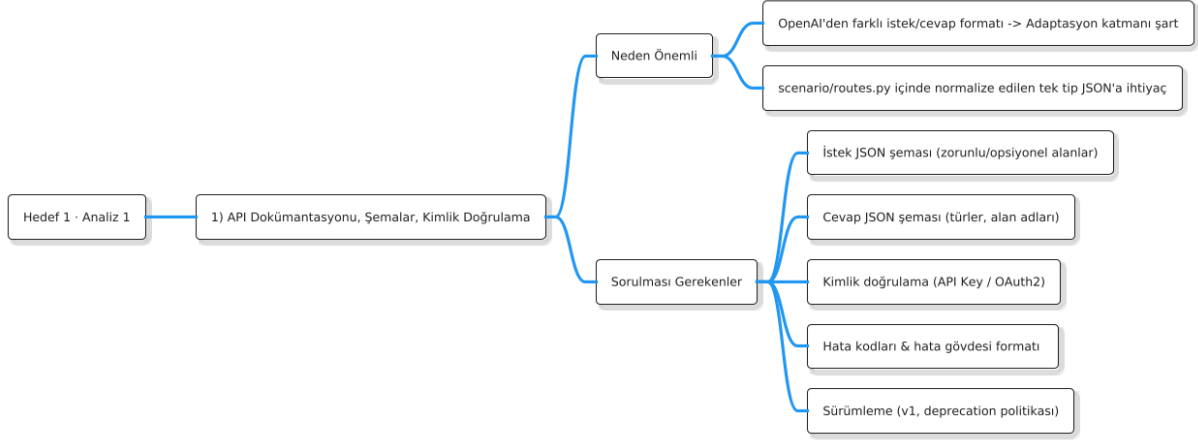 Hedef 1 · Analiz 1
1) API Dokümantasyonu, Şemalar, Kimlik Doğrulama
Neden Önemli
OpenAI'den farklı istek/cevap formatı -> Adaptasyon katmanı şart
scenario/routes.py içinde normalize edilen tek tip JSON'a ihtiyaç
Sorulması Gerekenler
İstek JSON şeması (zorunlu/opsiyonel alanlar)
Cevap JSON şeması (türler, alan adları)
Kimlik doğrulama (API Key / OAuth2)
Hata kodları & hata gövdesi formatı
Sürümleme (v1, deprecation politikası)